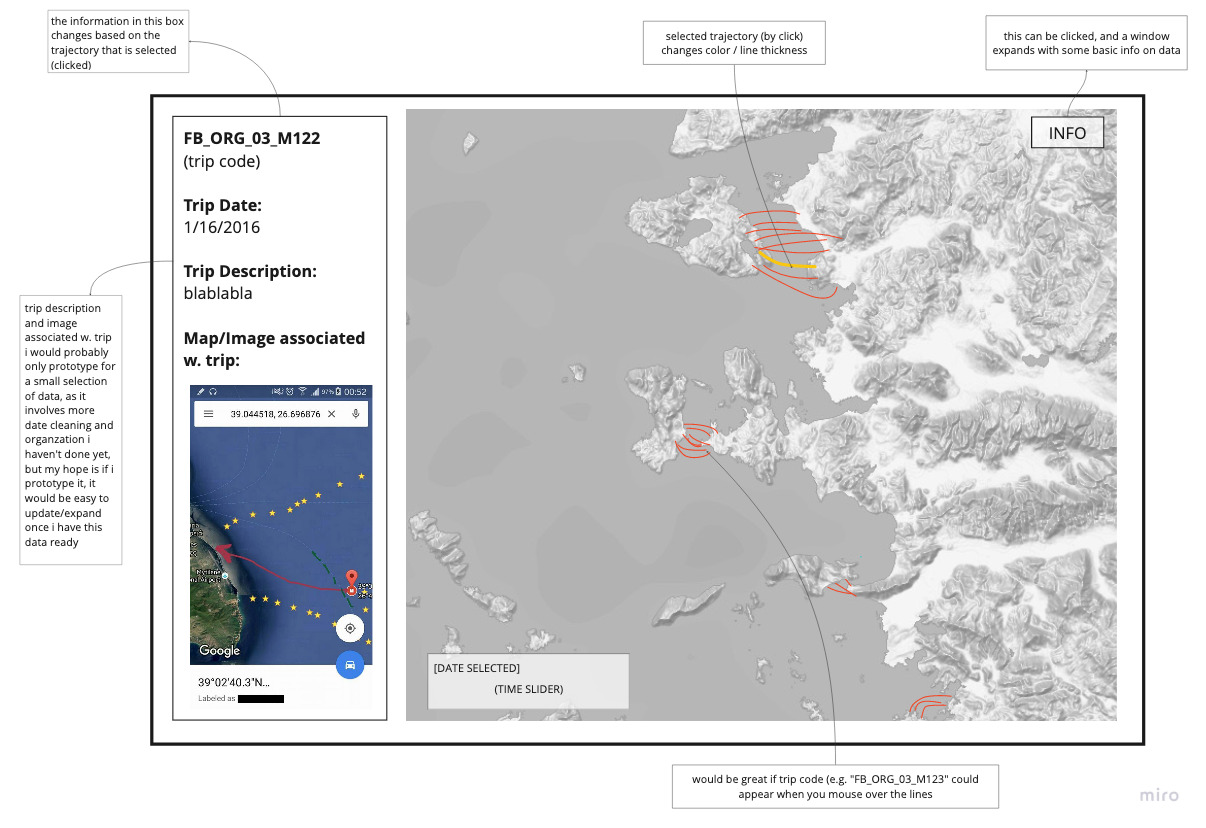 the information in this box
changes based on the
trajectory that is selected
(clicked)
selected trajectory (by click)
changes color / line thickness
this can be clicked, and a window
expands with some basic info on data
FB_ORG_03_M122
(trip code)
Trip Date:
1/16/2016
Trip Description:
blablabla
Map/Image associated
w. trip:
97% 00:52
39.044518, 26.696876
Mytilene
Google
39°02'40.3"N...
Labeled as
INFO
trip description
and image
associated w. trip
i would probably
only prototype for
a small selection
of data, as it
involves more
date cleaning and
organzation i
haven't done yet,
but my hope is if i
prototype it, it
would be easy to
update/expand
once i have this
data ready
[DATE SELECTED]
(TIME SLIDER)
would be great if trip code (e.g. "FB_ORG_03_M123" could
appear when you mouse over the lines
miro